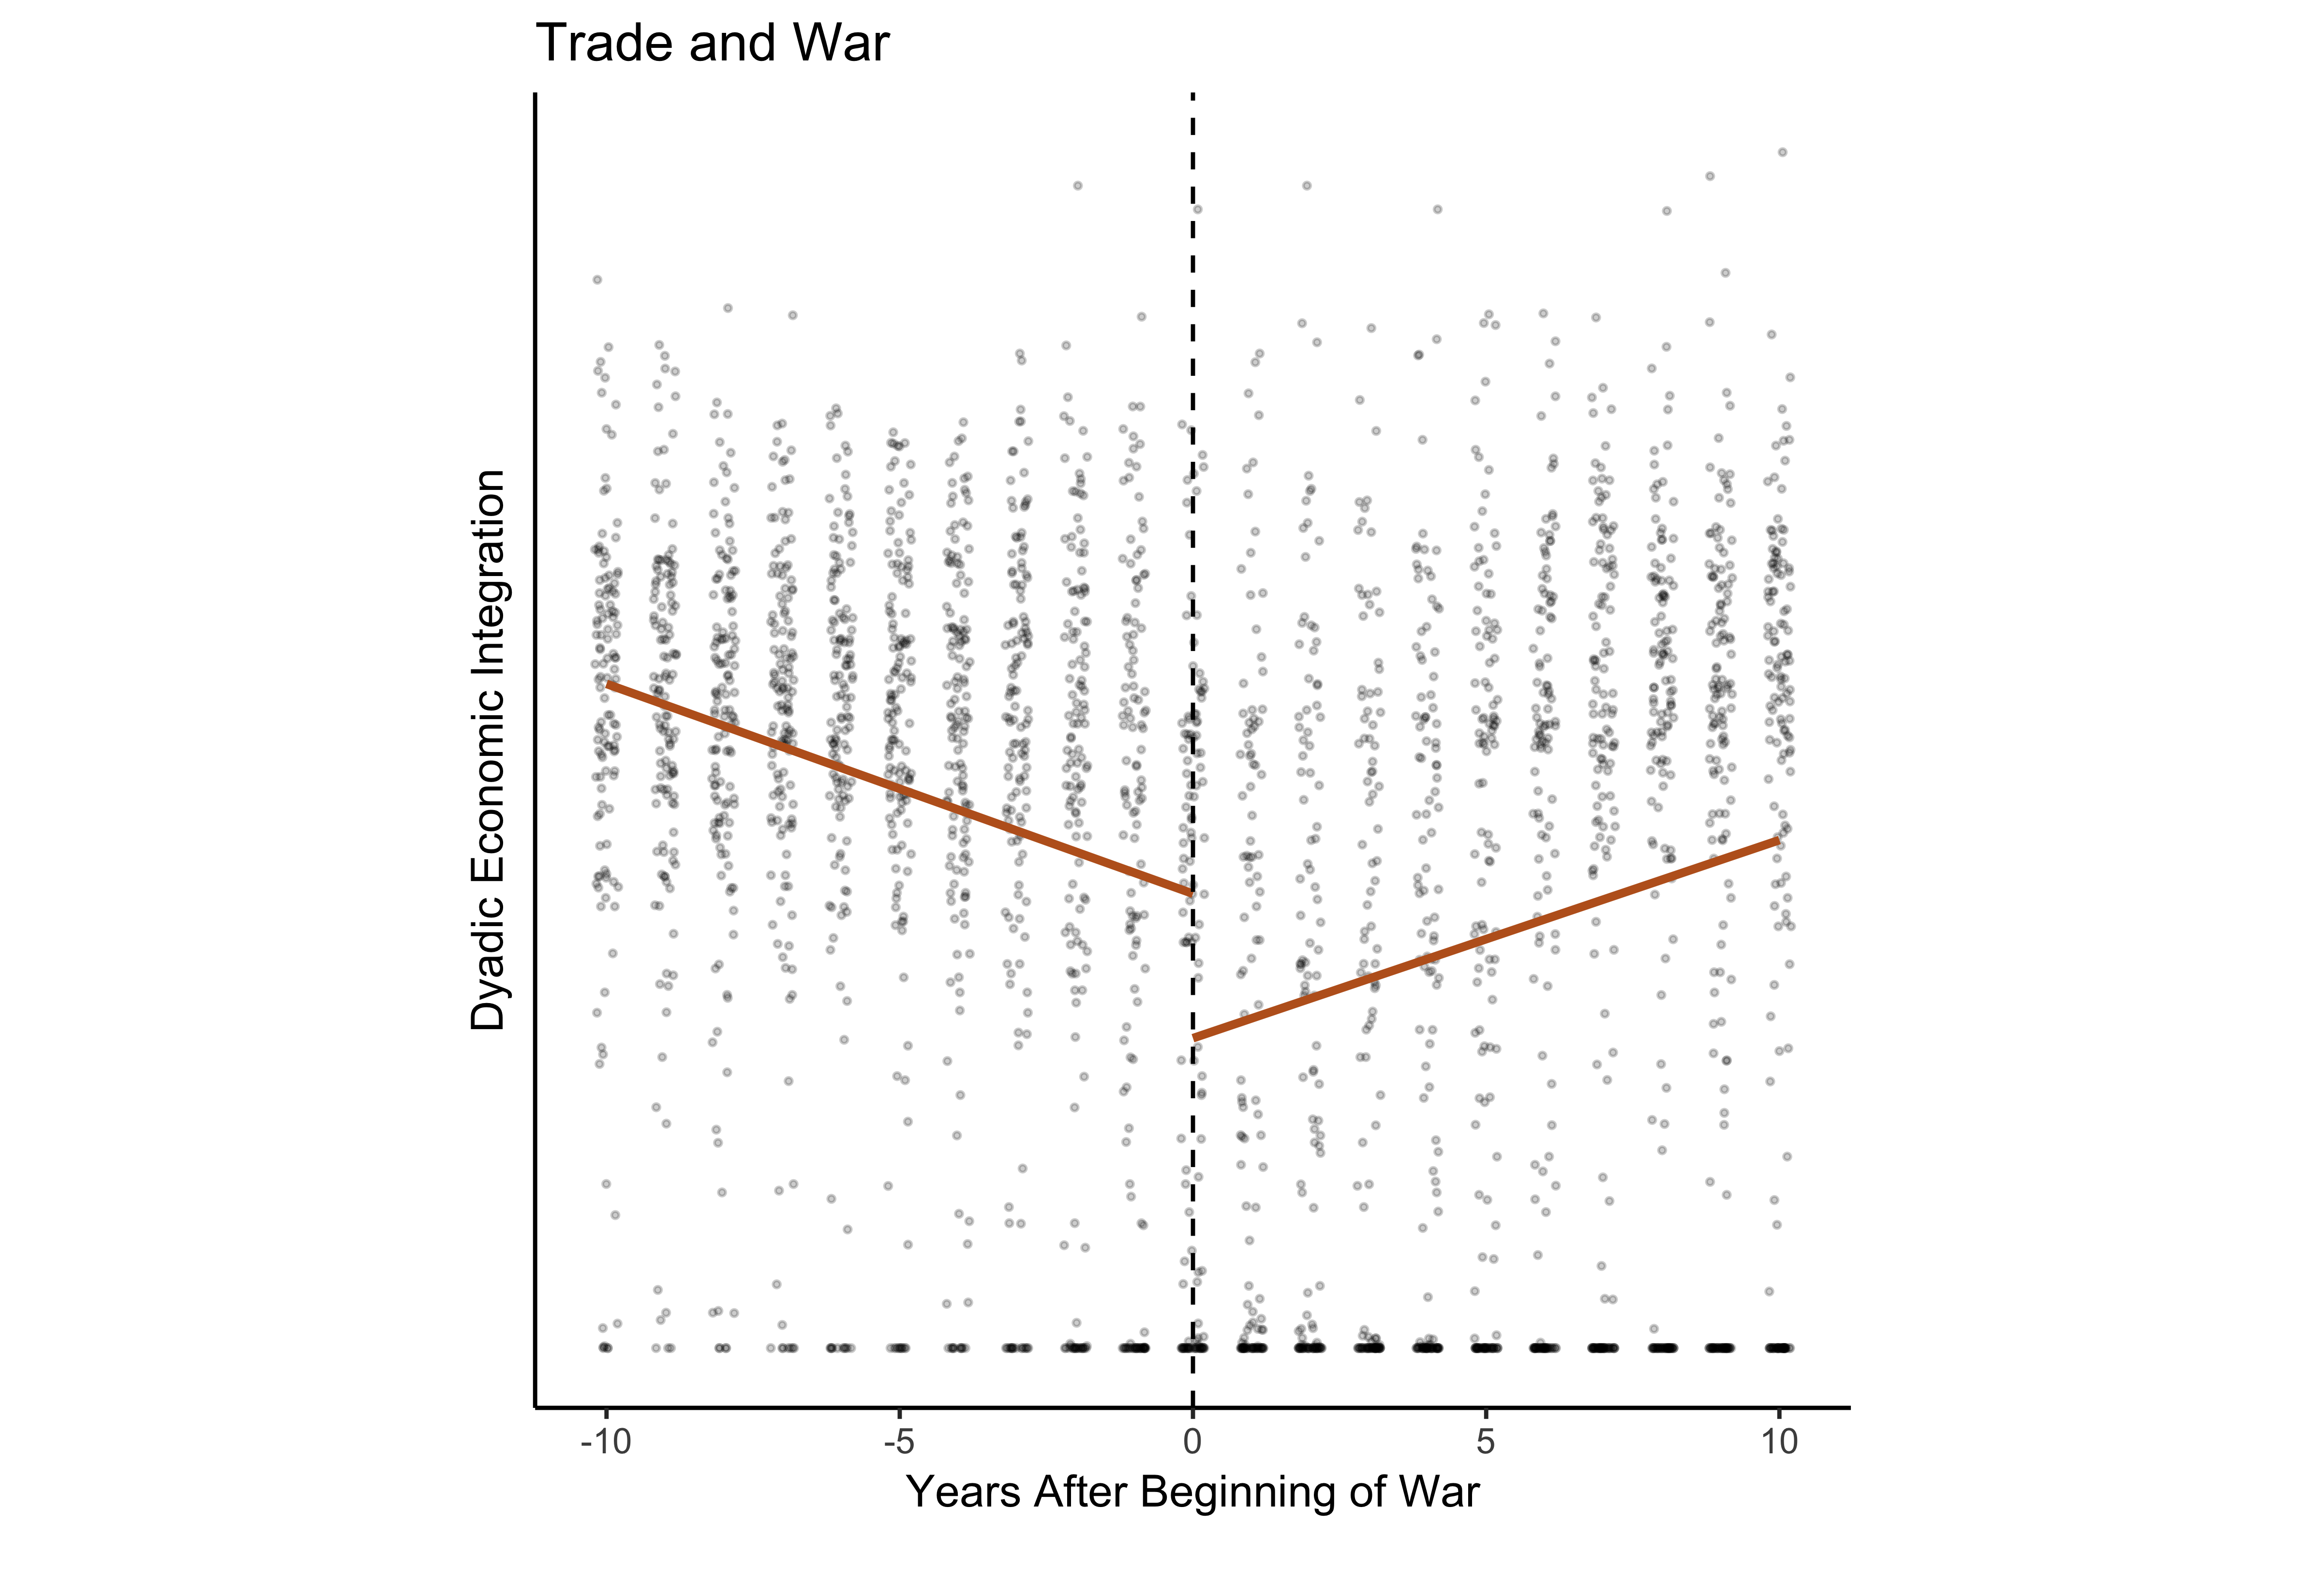 Trade and War
Dyadic Economic Integration
-10
-5
0
5
10
Years After Beginning of War